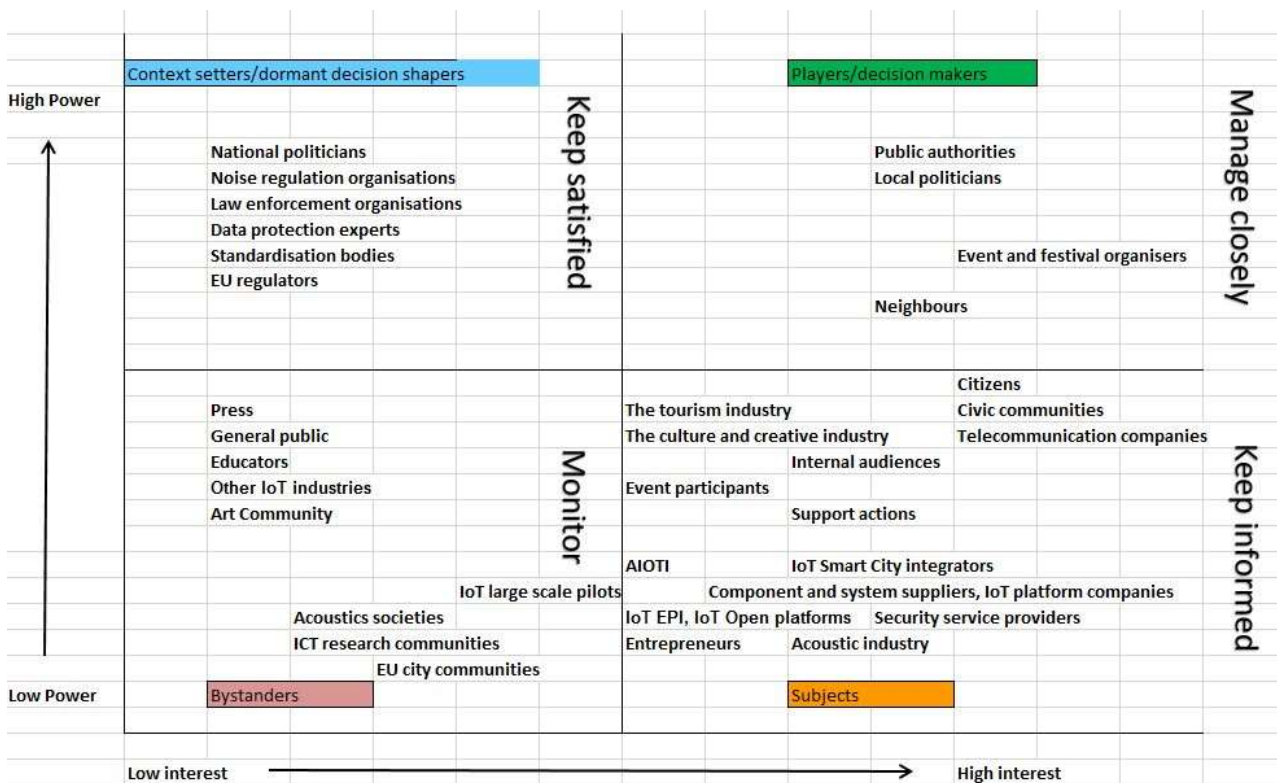 Context setters/dormant decision shapers
Players/decision makers
High Power
Keep satisfied
Manage closely
National politicians
Public authorities
Noise regulation organisations
Local politicians
Law enforcement organisations
Data protection experts
Standardisation bodies
Event and festival organisers
EU regulators
Neighbours
Citizens
Press
The tourism industry
Civic communities
General public
The culture and creative industry
Telecommunication companies
Monitor
Keep informed
Educators
Internal audiences
Other IoT industries
Event participants
Art Community
Support actions
AIOTI
IoT Smart City integrators
IoT large scale pilots
Component and system suppliers, IoT platform companies
Acoustics societies
IoT EPI, IoT Open platforms
Security service providers
ICT research communities
Entrepreneurs
Acoustic industry
EU city communities
Low Power
Bystanders
Subjects
Low interest
High interest